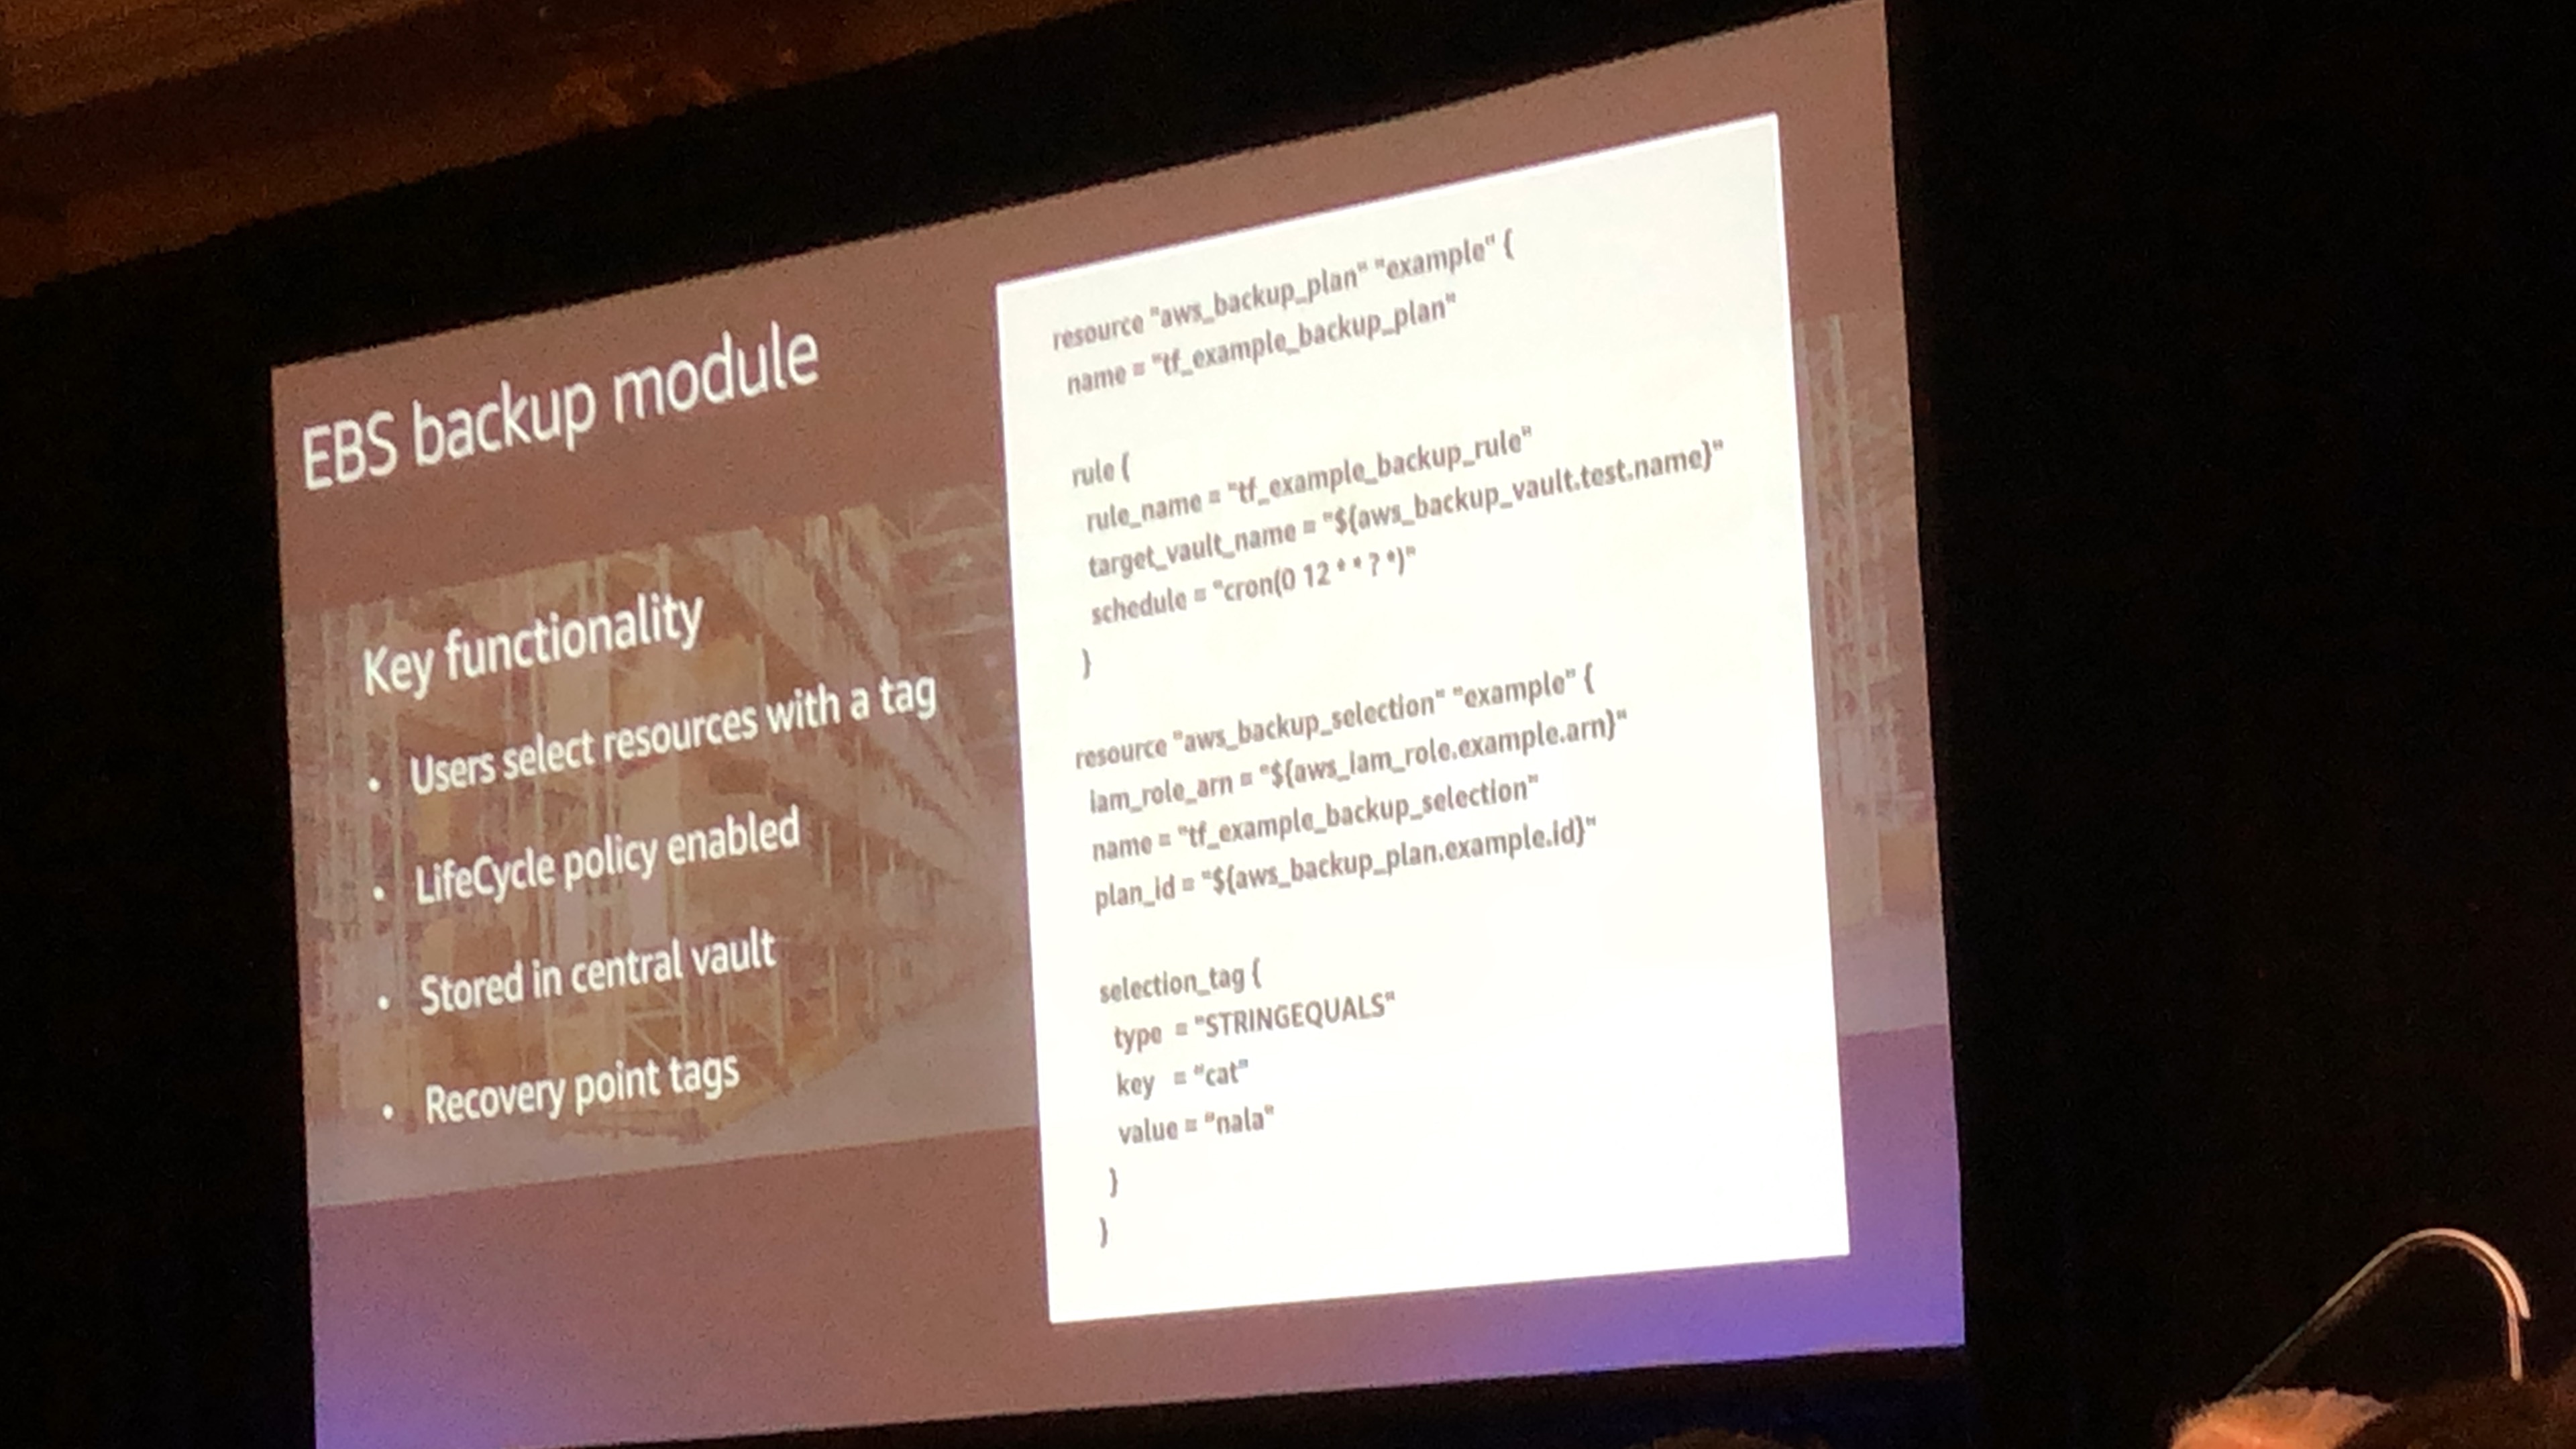 EBS backup module
Key functionality
• Users select resources with a tag
• LifeCycle policy enabled
• Stored in central vault
• Recovery point tags
resource "aws_backup_plan" "example" {
name = "tf_example_backup_plan"
rule {
rule_name = "tf_example_backup_rule"
target_vault_name = "${aws_backup_vault.test.name}"
schedule = "cron(0 12 * * ? *)"
}
resource "aws_backup_selection" "example" {
iam_role_arn = "${aws_iam_role.example.arn}"
name = "tf_example_backup_selection"
plan_id = "${aws_backup_plan.example.id}"
selection_tag {
type = "STRINGEQUALS"
key = "cat"
value = "nala"
}
}